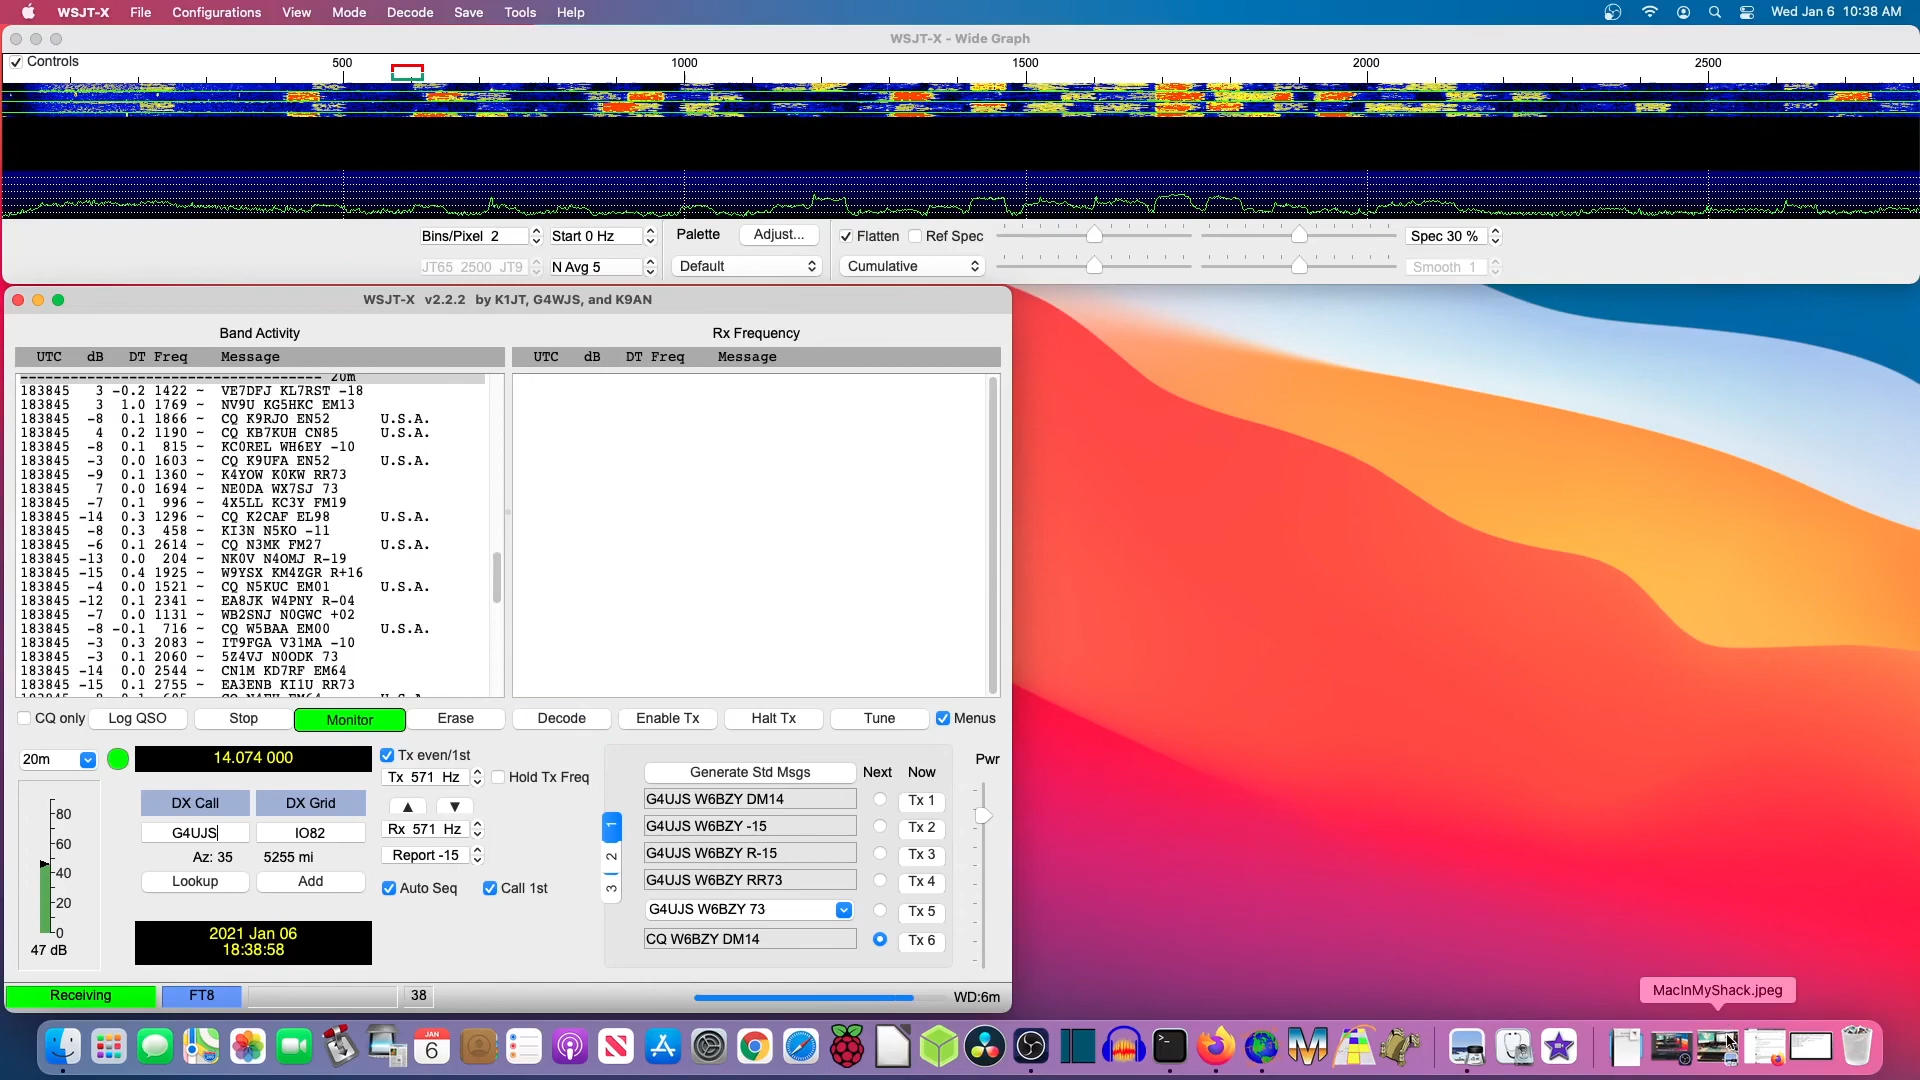 WSJT-X File Configurations View Mode Decode Save Tools Help Wed Jan 6 10:38 AM
WSJT-X - Wide Graph
Controls 500 1000 1500 2000 2500
Bins/Pixel 2 Start 0 Hz Palette Adjust... Flatten Ref Spec Spec 30 %
JT65 2500 JT9 N Avg 5 Default Cumulative Smooth 1
WSJT-X v2.2.2 by K1JT, G4WJS, and K9AN
Band Activity Rx Frequency
UTC dB DT Freq Message UTC dB DT Freq Message
------------------------------------ 20m
183845 3 -0.2 1422 ~ VE7DFJ KL7RST -18
183845 3 1.0 1769 ~ NV9U KG5HKC EM13
183845 -8 0.1 1866 ~ CQ K9RJO EN52 U.S.A.
183845 4 0.2 1190 ~ CQ KB7KUH CN85 U.S.A.
183845 -8 0.1 815 ~ KC0REL WH6EY -10
183845 -3 0.0 1603 ~ CQ K9UFA EN52 U.S.A.
183845 -9 0.1 1360 ~ K4YOW K0KW RR73
183845 7 0.0 1694 ~ NE0DA WX7SJ 73
183845 -7 0.1 996 ~ 4X5LL KC3Y FM19
183845 -14 0.3 1296 ~ CQ K2CAF EL98 U.S.A.
183845 -8 0.3 458 ~ KI3N N5KO -11
183845 -6 0.1 2614 ~ CQ N3MK FM27 U.S.A.
183845 -13 0.0 204 ~ NK0V N4OMJ R-19
183845 -15 0.4 1925 ~ W9YSX KM4ZGR R+16
183845 -4 0.0 1521 ~ CQ N5KUC EM01 U.S.A.
183845 -12 0.1 2341 ~ EA8JK W4PNY R-04
183845 -7 0.0 1131 ~ WB2SNJ N0GWC +02
183845 -8 -0.1 716 ~ CQ W5BAA EM00 U.S.A.
183845 -3 0.3 2083 ~ IT9FGA V31MA -10
183845 -3 0.1 2060 ~ 5Z4VJ N0ODK 73
183845 -14 0.0 2544 ~ CN1M KD7RF EM64
183845 -15 0.1 2755 ~ EA3ENB KI1U RR73
CQ only Log QSO Stop Monitor Erase Decode Enable Tx Halt Tx Tune Menus
20m 14.074 000 Tx even/1st Pwr
Tx 571 Hz Hold Tx Freq Generate Std Msgs Next Now
DX Call DX Grid G4UJS W6BZY DM14 Tx 1
80 G4UJS IO82 Rx 571 Hz 1 G4UJS W6BZY -15 Tx 2
60 Az: 35 5255 mi Report -15 2 G4UJS W6BZY R-15 Tx 3
40 Lookup Add Auto Seq Call 1st 3 G4UJS W6BZY RR73 Tx 4
20 G4UJS W6BZY 73 Tx 5
0 2021 Jan 06 CQ W6BZY DM14 Tx 6
47 dB 18:38:58
Receiving FT8 38 WD:6m
MacInMyShack.jpeg
JAN
6